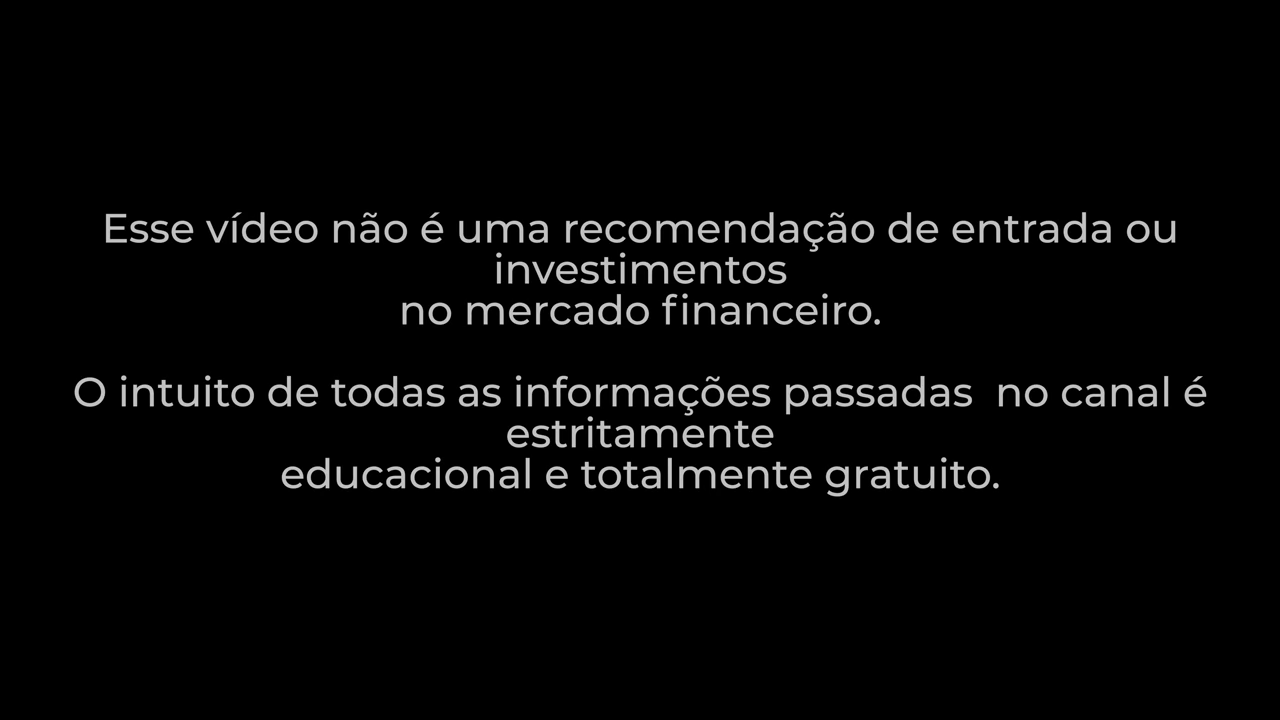 Esse vídeo não é uma recomendação de entrada ou
investimentos
no mercado financeiro.
O intuito de todas as informações passadas  no canal é
estritamente
educacional e totalmente gratuito.